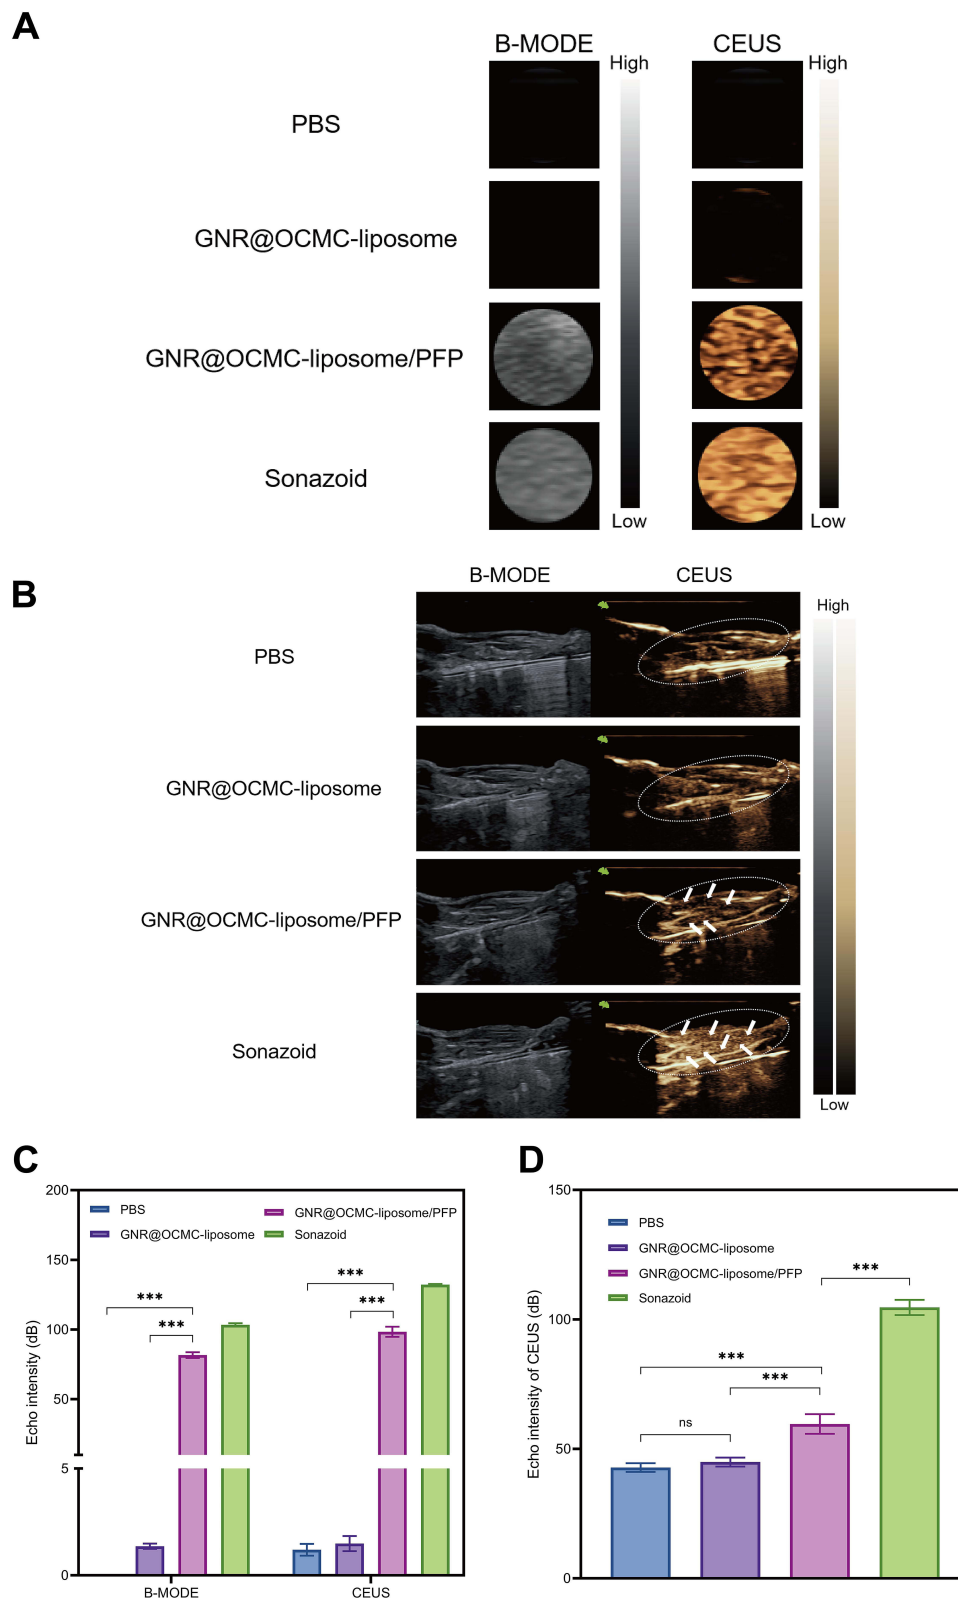 A
B-MODE CEUS
High High
PBS
GNR@OCMC-liposome
GNR@OCMC-liposome/PFP
Sonazoid
Low Low
B
B-MODE CEUS
High
PBS
GNR@OCMC-liposome
GNR@OCMC-liposome/PFP
Sonazoid
Low
C
Echo intensity (dB)
200
150
100
50
5
0
PBS
GNR@OCMC-liposome
GNR@OCMC-liposome/PFP
Sonazoid
***
***
***
***
B-MODE CEUS
D
Echo intensity of CEUS (dB)
150
100
50
0
PBS
GNR@OCMC-liposome
GNR@OCMC-liposome/PFP
Sonazoid
***
***
***
ns